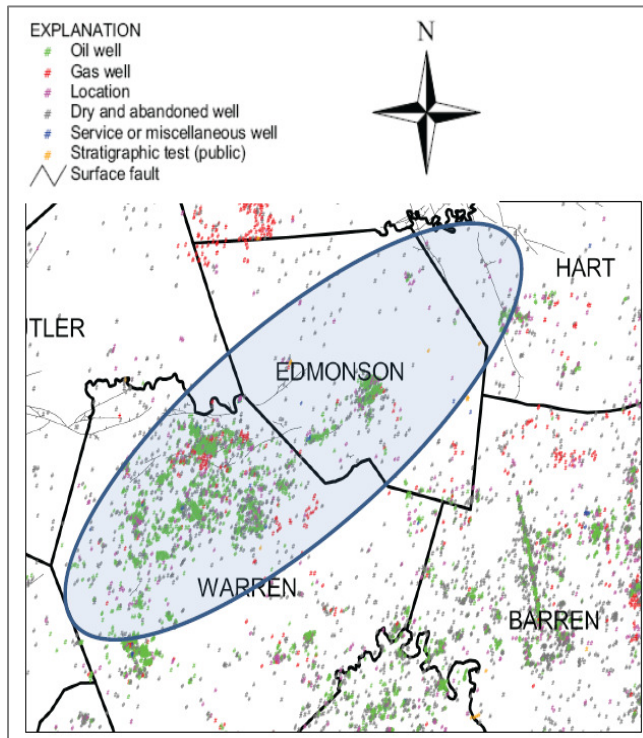 EXPLANATION
# Oil well
# Gas well
# Location
# Dry and abandoned well
# Service or miscellaneous well
# Stratigraphic test (public)
Surface fault
N
HART
TLER
EDMONSON
WARREN
BARREN